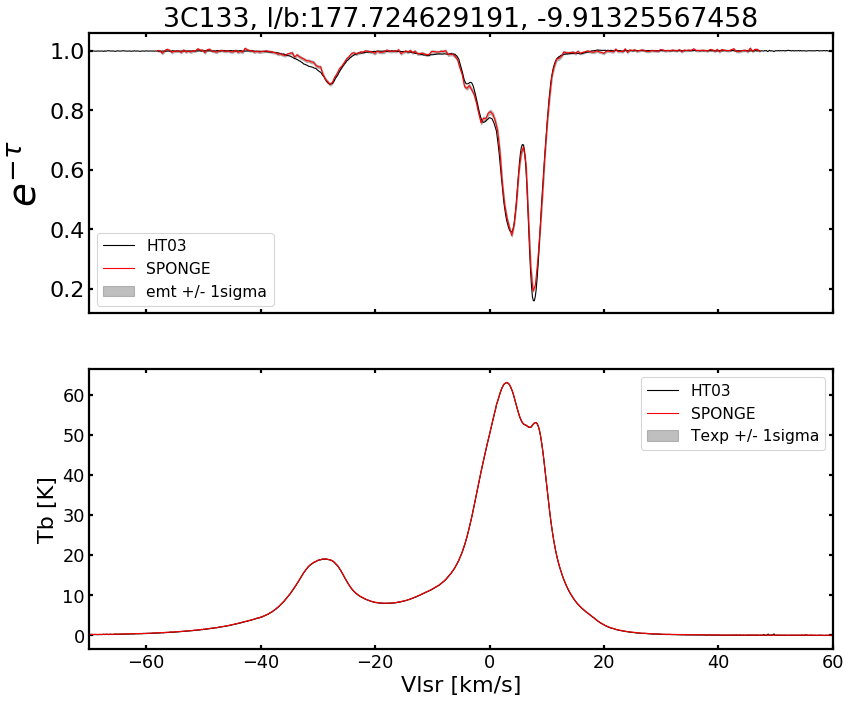 3C133, l/b:177.724629191, -9.91325567458
1.0
0.8
0.6
0.4
0.2
e^{-τ}
HT03
SPONGE
emt +/- 1sigma
60
50
40
30
20
10
0
Tb [K]
HT03
SPONGE
Texp +/- 1sigma
−60 −40 −20 0 20 40 60
Vlsr [km/s]